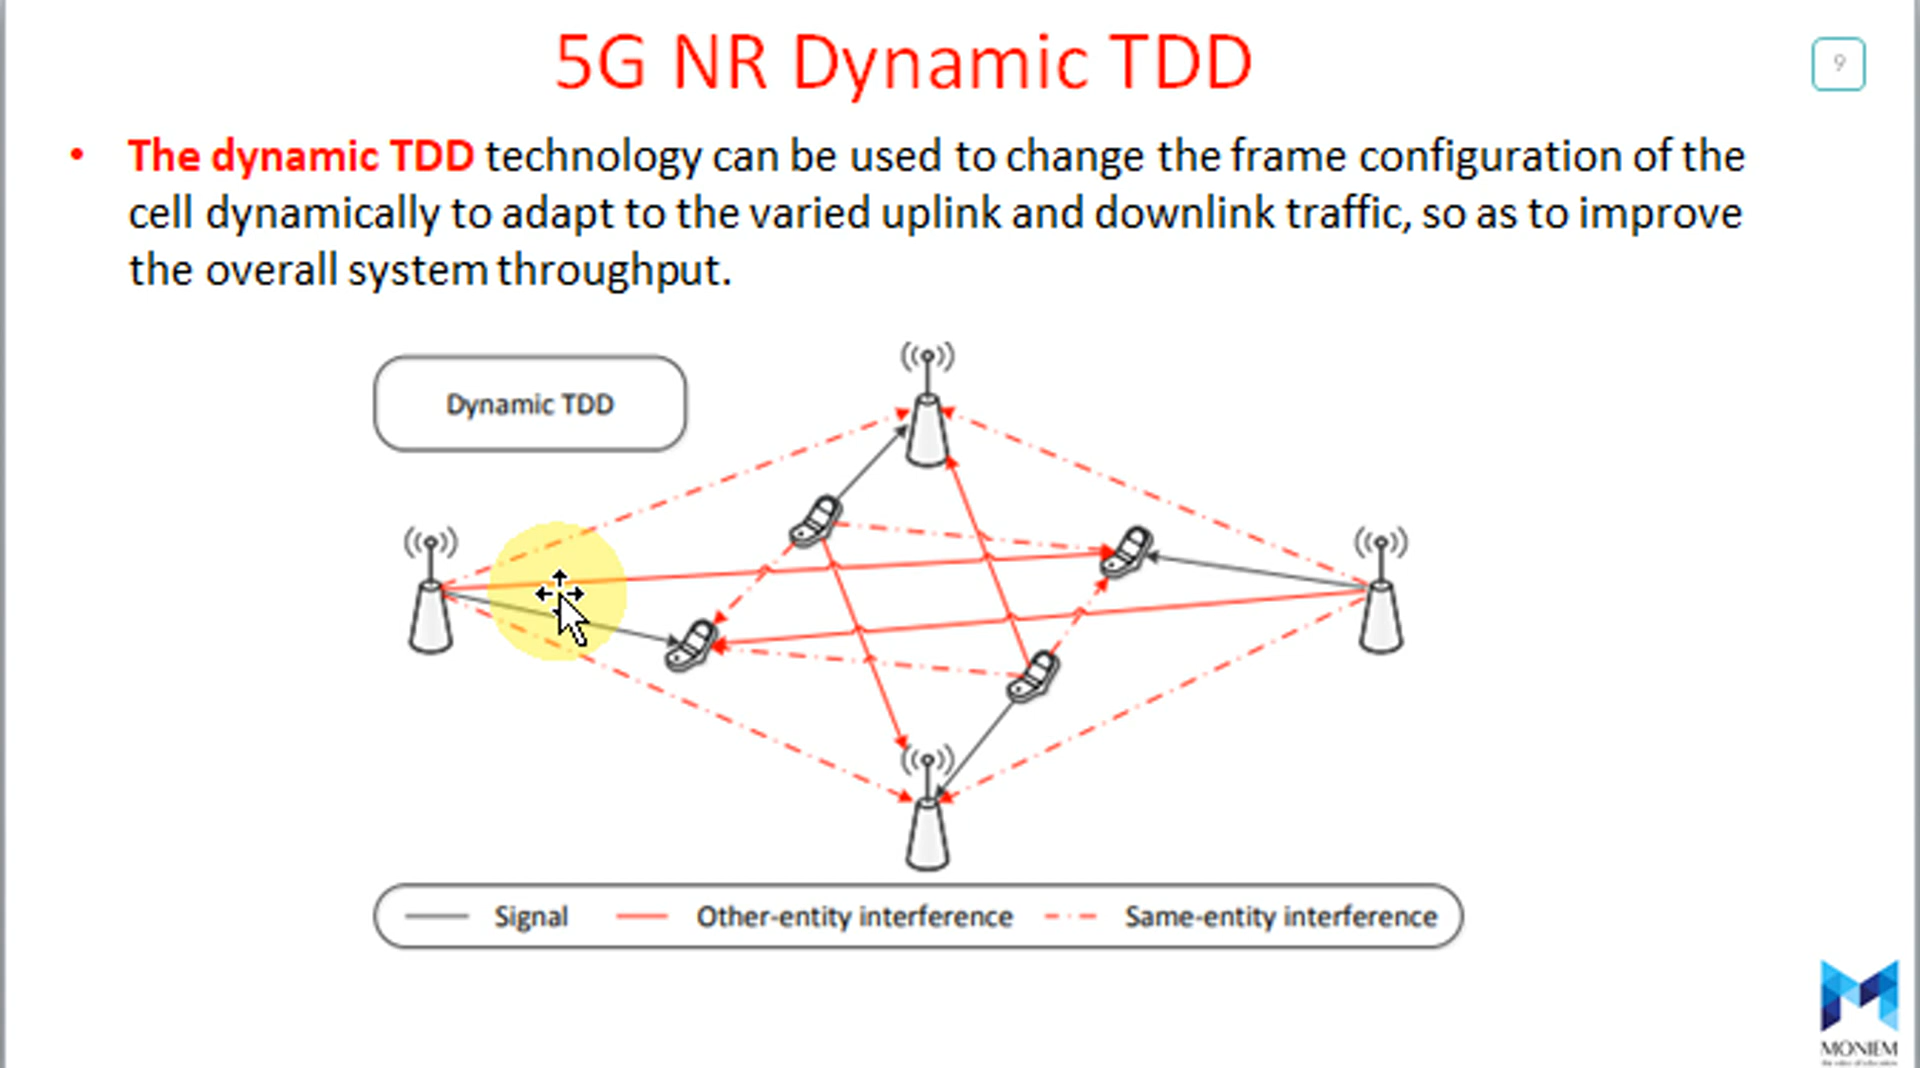 5G NR Dynamic TDD
9
• The dynamic TDD technology can be used to change the frame configuration of the
cell dynamically to adapt to the varied uplink and downlink traffic, so as to improve
the overall system throughput.
Dynamic TDD
Signal
Other-entity interference
Same-entity interference
MONIEM